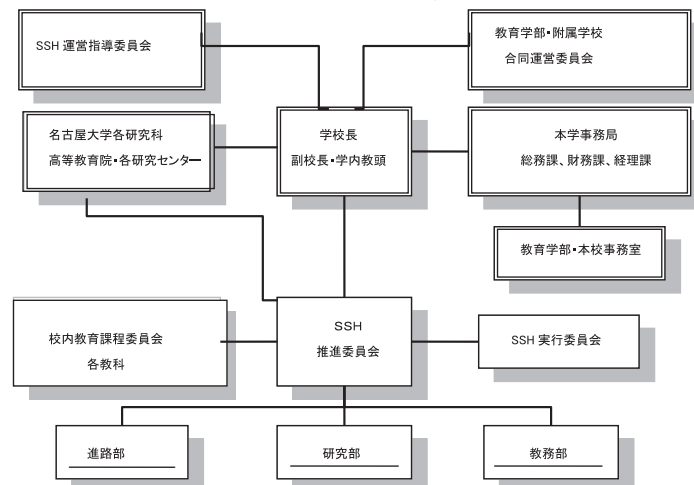 SSH 運営指導委員会
教育学部・附属学校
合同運営委員会
名古屋大学各研究科
高等教育院・各研究センター
学校長
副校長・学内教頭
本学事務局
総務課、財務課、経理課
教育学部・本校事務室
校内教育課程委員会
各教科
SSH
推進委員会
SSH 実行委員会
進路部
研究部
教務部